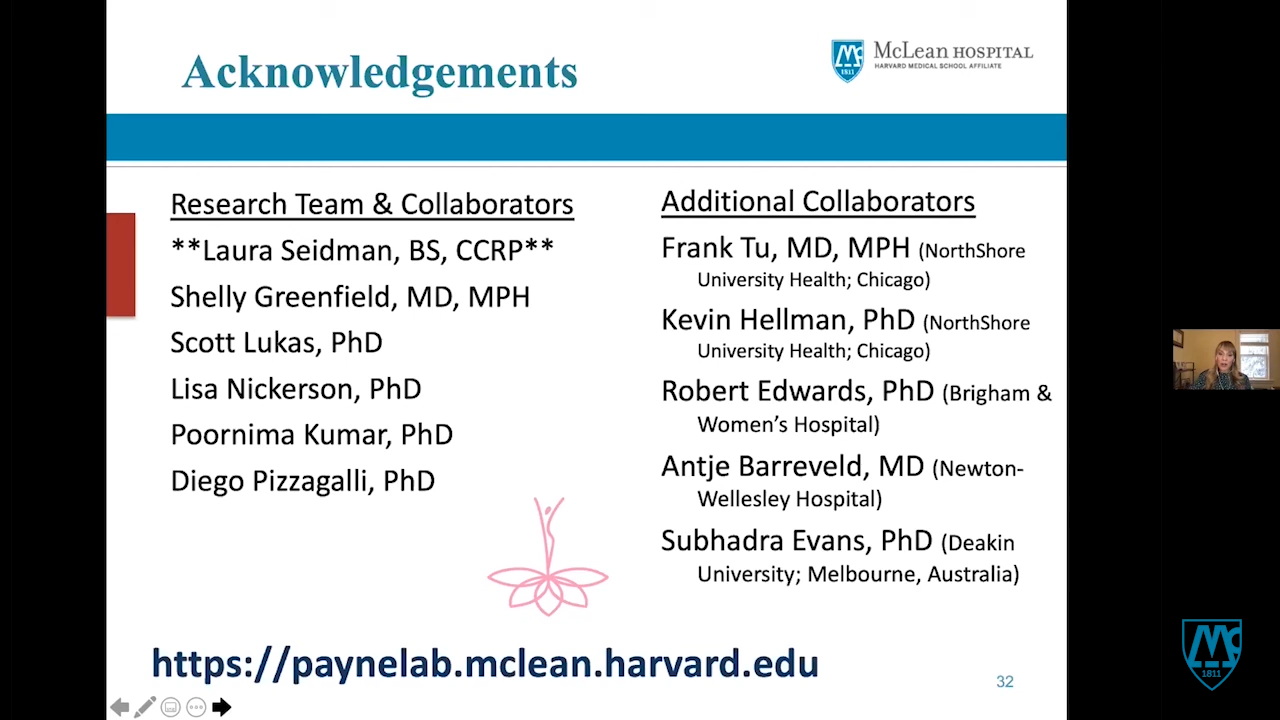 Acknowledgements
McLean HOSPITAL
HARVARD MEDICAL SCHOOL AFFILIATE
1811
Research Team & Collaborators
**Laura Seidman, BS, CCRP**
Shelly Greenfield, MD, MPH
Scott Lukas, PhD
Lisa Nickerson, PhD
Poornima Kumar, PhD
Diego Pizzagalli, PhD
Additional Collaborators
Frank Tu, MD, MPH (NorthShore
University Health; Chicago)
Kevin Hellman, PhD (NorthShore
University Health; Chicago)
Robert Edwards, PhD (Brigham &
Women’s Hospital)
Antje Barreveld, MD (Newton-
Wellesley Hospital)
Subhadra Evans, PhD (Deakin
University; Melbourne, Australia)
https://paynelab.mclean.harvard.edu
32
1811